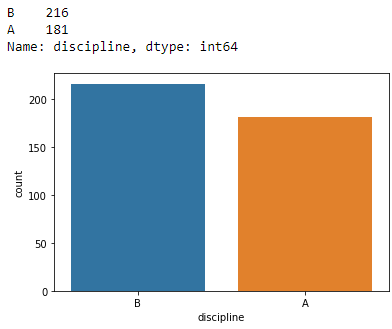 B    216
A    181
Name: discipline, dtype: int64
200
150
100
50
0
count
B
A
discipline